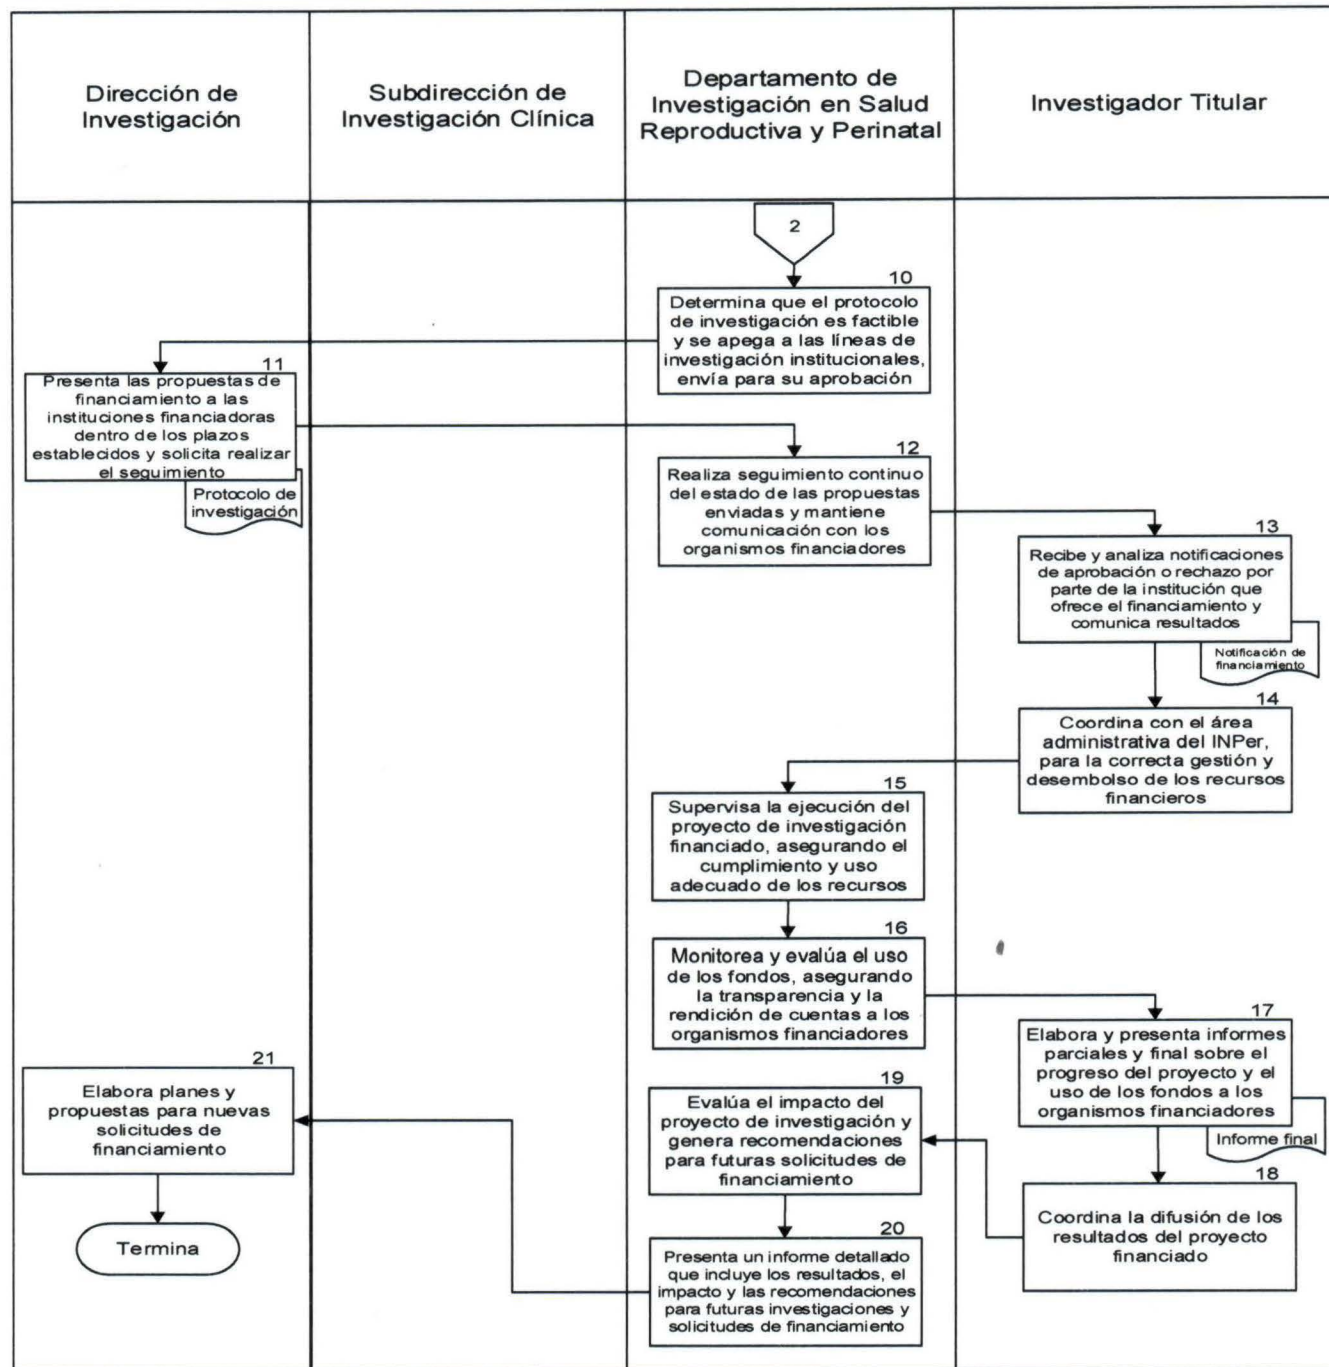 Dirección de
Investigación
Subdirección de
Investigación Clínica
Departamento de
Investigación en Salud
Reproductiva y Perinatal
Investigador Titular
2
10
Determina que el protocolo
de investigación es factible
y se apega a las líneas de
investigación institucionales,
envía para su aprobación
11
Presenta las propuestas de
financiamiento a las
instituciones financiadoras
dentro de los plazos
establecidos y solicita realizar
el seguimiento
Protocolo de
investigación
12
Realiza seguimiento continuo
del estado de las propuestas
enviadas y mantiene
comunicación con los
organismos financiadores
13
Recibe y analiza notificaciones
de aprobación o rechazo por
parte de la institución que
ofrece el financiamiento y
comunica resultados
Notificación de
financiamiento
14
Coordina con el área
administrativa del INPer,
para la correcta gestión y
desembolso de los recursos
financieros
15
Supervisa la ejecución del
proyecto de investigación
financiado, asegurando el
cumplimiento y uso
adecuado de los recursos
16
Monitorea y evalúa el uso
de los fondos, asegurando
la transparencia y la
rendición de cuentas a los
organismos financiadores
17
Elabora y presenta informes
parciales y final sobre el
progreso del proyecto y el
uso de los fondos a los
organismos financiadores
Informe final
18
Coordina la difusión de los
resultados del proyecto
financiado
19
Evalúa el impacto del
proyecto de investigación y
genera recomendaciones
para futuras solicitudes de
financiamiento
20
Presenta un informe detallado
que incluye los resultados, el
impacto y las recomendaciones
para futuras investigaciones y
solicitudes de financiamiento
21
Elabora planes y
propuestas para nuevas
solicitudes de
financiamiento
Termina